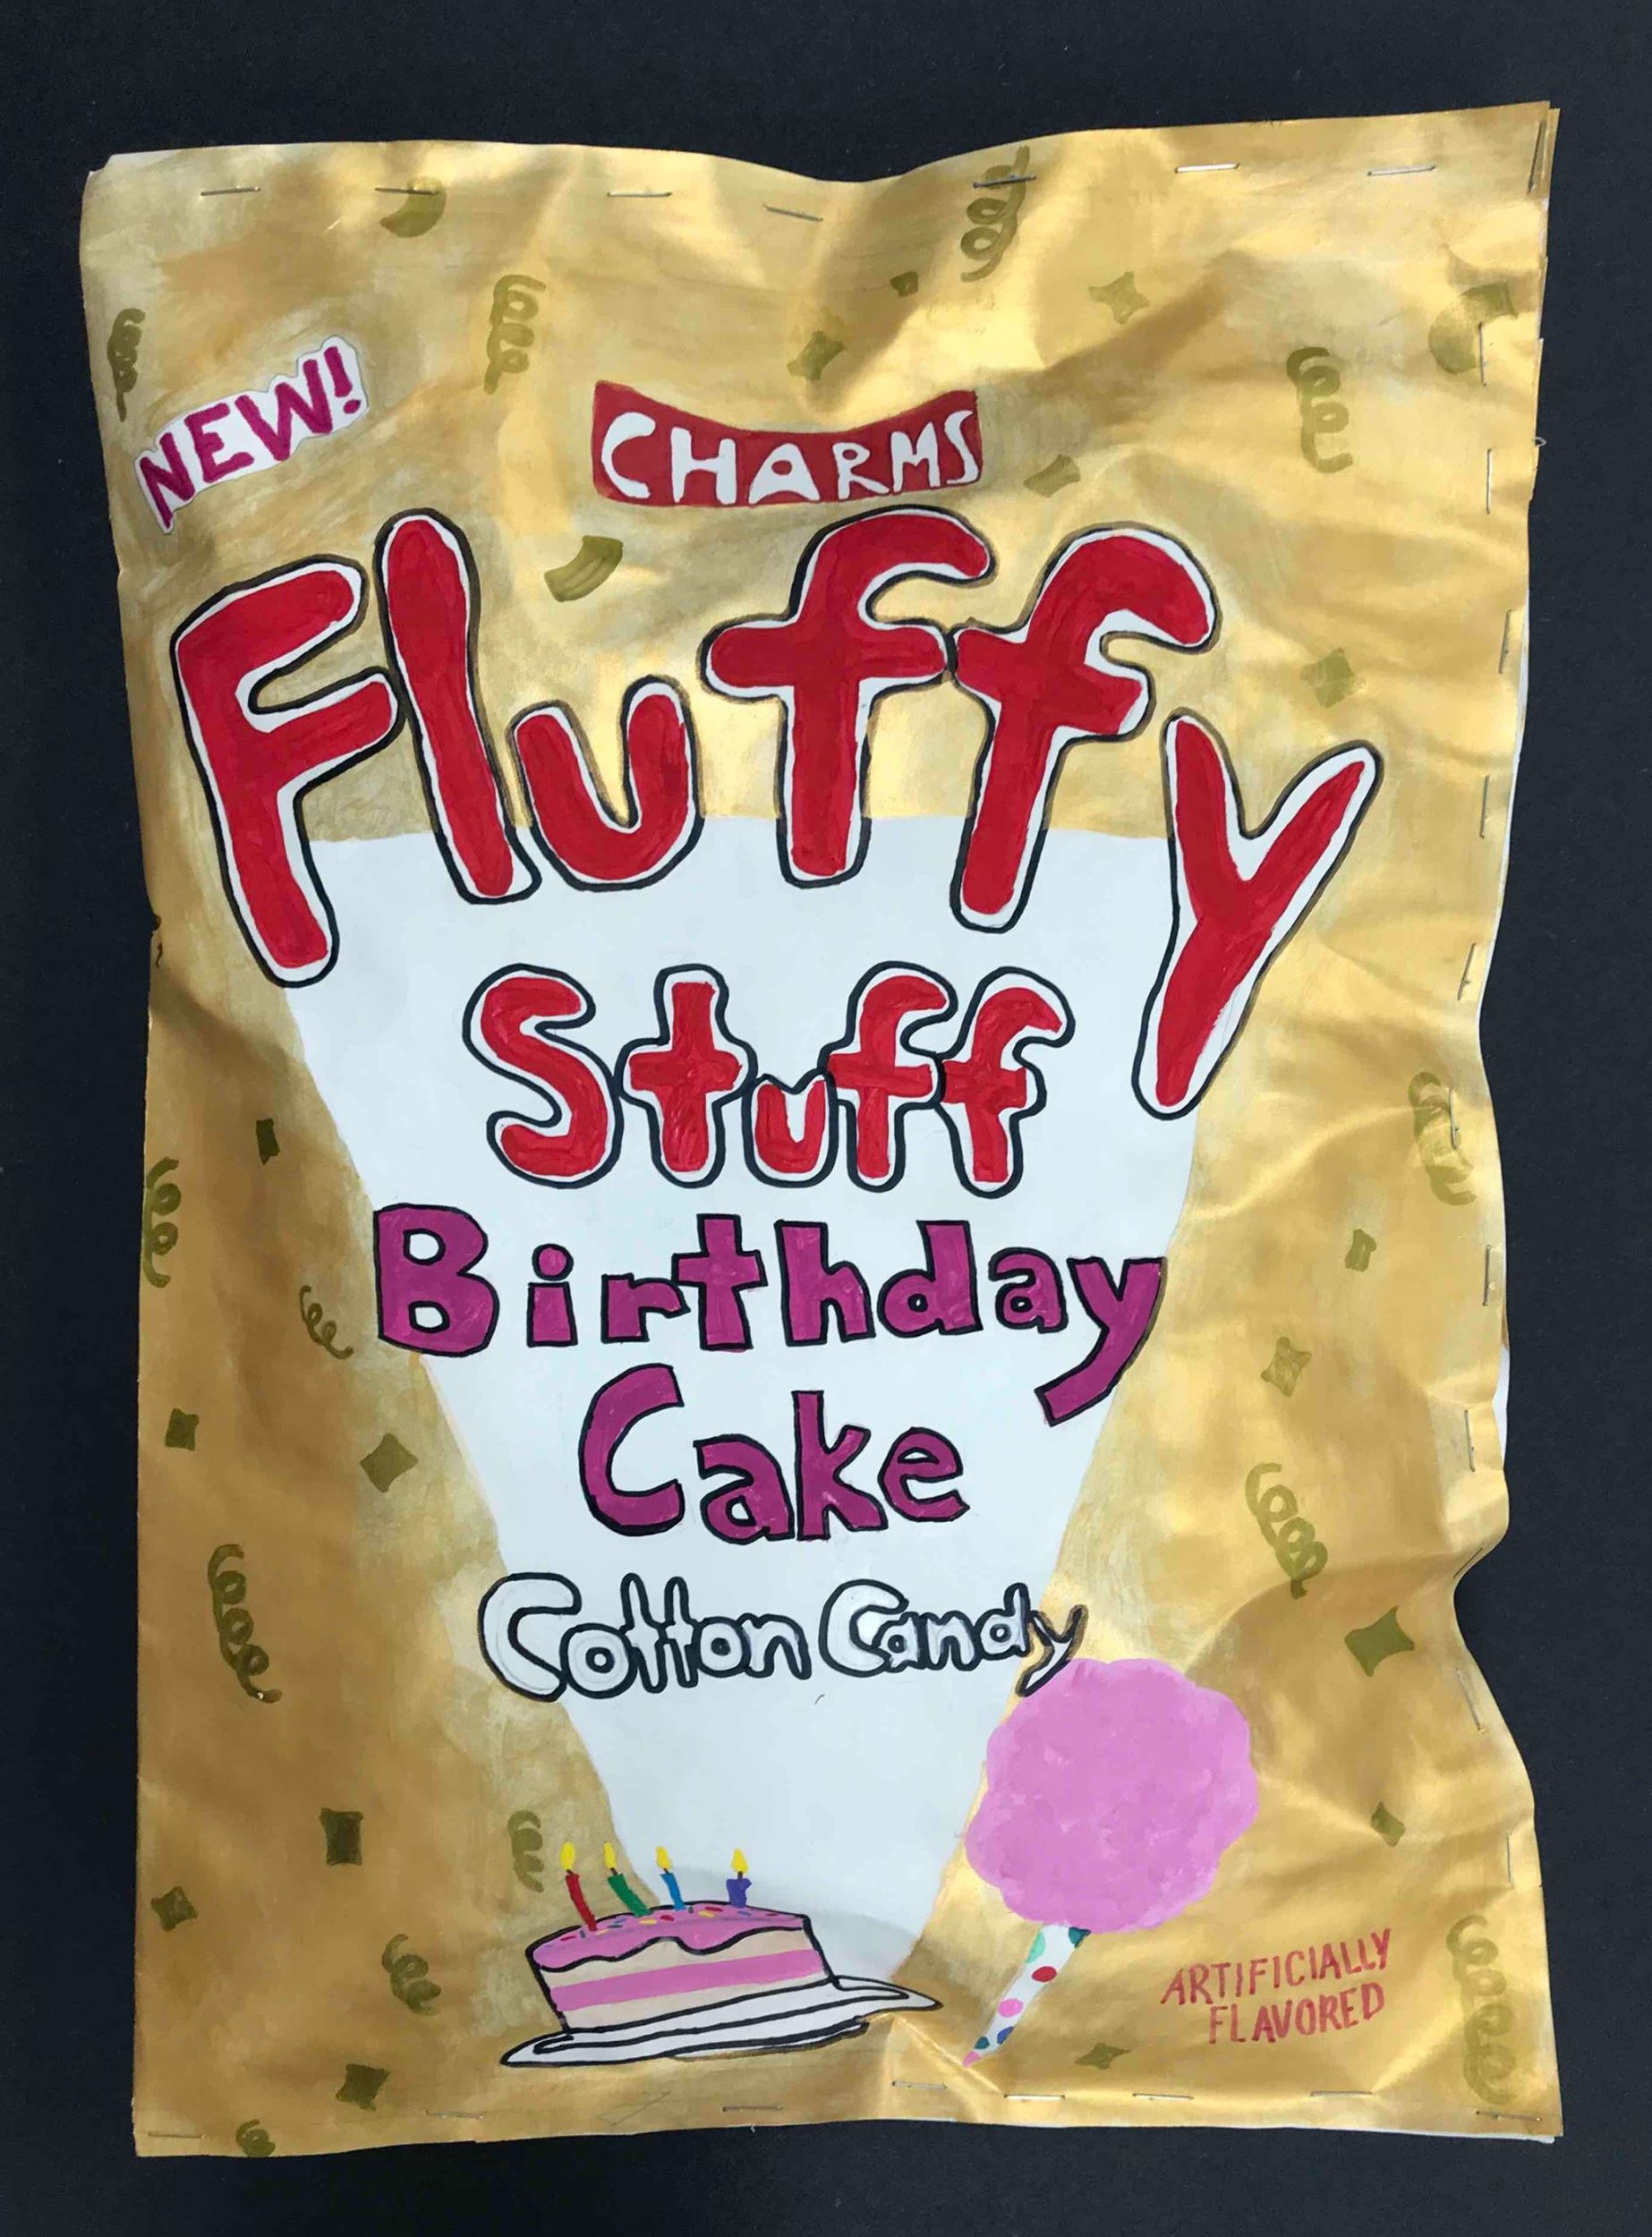 NEW!
CHARMS
Fluffy
Stuff
Birthday
Cake
Cotton Candy
ARTIFICIALLY
FLAVORED